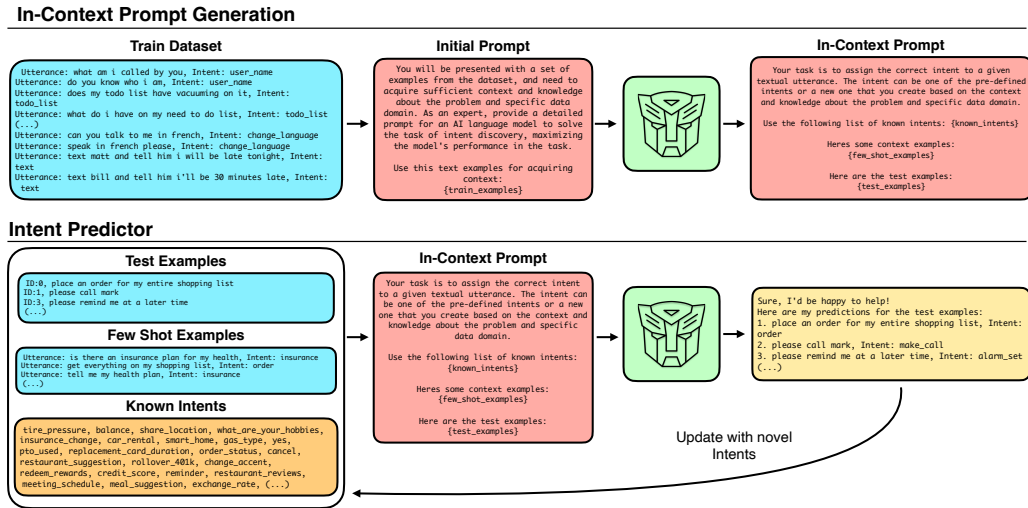 In-Context Prompt Generation
Train Dataset
Utterance: what am i called by you, Intent: user_name
Utterance: do you know who i am, Intent: user_name
Utterance: does my todo list have vacuuming on it, Intent:
todo_list
Utterance: what do i have on my need to do list, Intent: todo_list
(...)
Utterance: can you talk to me in french, Intent: change_language
Utterance: speak in french please, Intent: change_language
Utterance: text matt and tell him i will be late tonight, Intent:
text
Utterance: text bill and tell him i'll be 30 minutes late, Intent:
text
Initial Prompt
You will be presented with a set of
examples from the dataset, and need to
acquire sufficient context and knowledge
about the problem and specific data
domain. As an expert, provide a detailed
prompt for an AI language model to solve
the task of intent discovery, maximizing
the model's performance in the task.
Use this text examples for acquiring
context:
{train_examples}
In-Context Prompt
Your task is to assign the correct intent to a given
textual utterance. The intent can be one of the pre-defined
intents or a new one that you create based on the context
and knowledge about the problem and specific data domain.
Use the following list of known intents: {known_intents}
Heres some context examples:
{few_shot_examples}
Here are the test examples:
{test_examples}
Intent Predictor
Test Examples
ID:0, place an order for my entire shopping list
ID:1, please call mark
ID:3, please remind me at a later time
(...)
Few Shot Examples
Utterance: is there an insurance plan for my health, Intent: insurance
Utterance: get everything on my shopping list, Intent: order
Utterance: tell me my health plan, Intent: insurance
(...)
Known Intents
tire_pressure, balance, share_location, what_are_your_hobbies,
insurance_change, car_rental, smart_home, gas_type, yes,
pto_used, replacement_card_duration, order_status, cancel,
restaurant_suggestion, rollover_401k, change_accent,
redeem_rewards, credit_score, reminder, restaurant_reviews,
meeting_schedule, meal_suggestion, exchange_rate, (...)
In-Context Prompt
Your task is to assign the correct intent
to a given textual utterance. The intent can
be one of the pre-defined intents or a new
one that you create based on the context and
knowledge about the problem and specific
data domain.
Use the following list of known intents:
{known_intents}
Heres some context examples:
{few_shot_examples}
Here are the test examples:
{test_examples}
Sure, I'd be happy to help!
Here are my predictions for the test examples:
1. place an order for my entire shopping list, Intent:
order
2. please call mark, Intent: make_call
3. please remind me at a later time, Intent: alarm_set
(...)
Update with novel
Intents